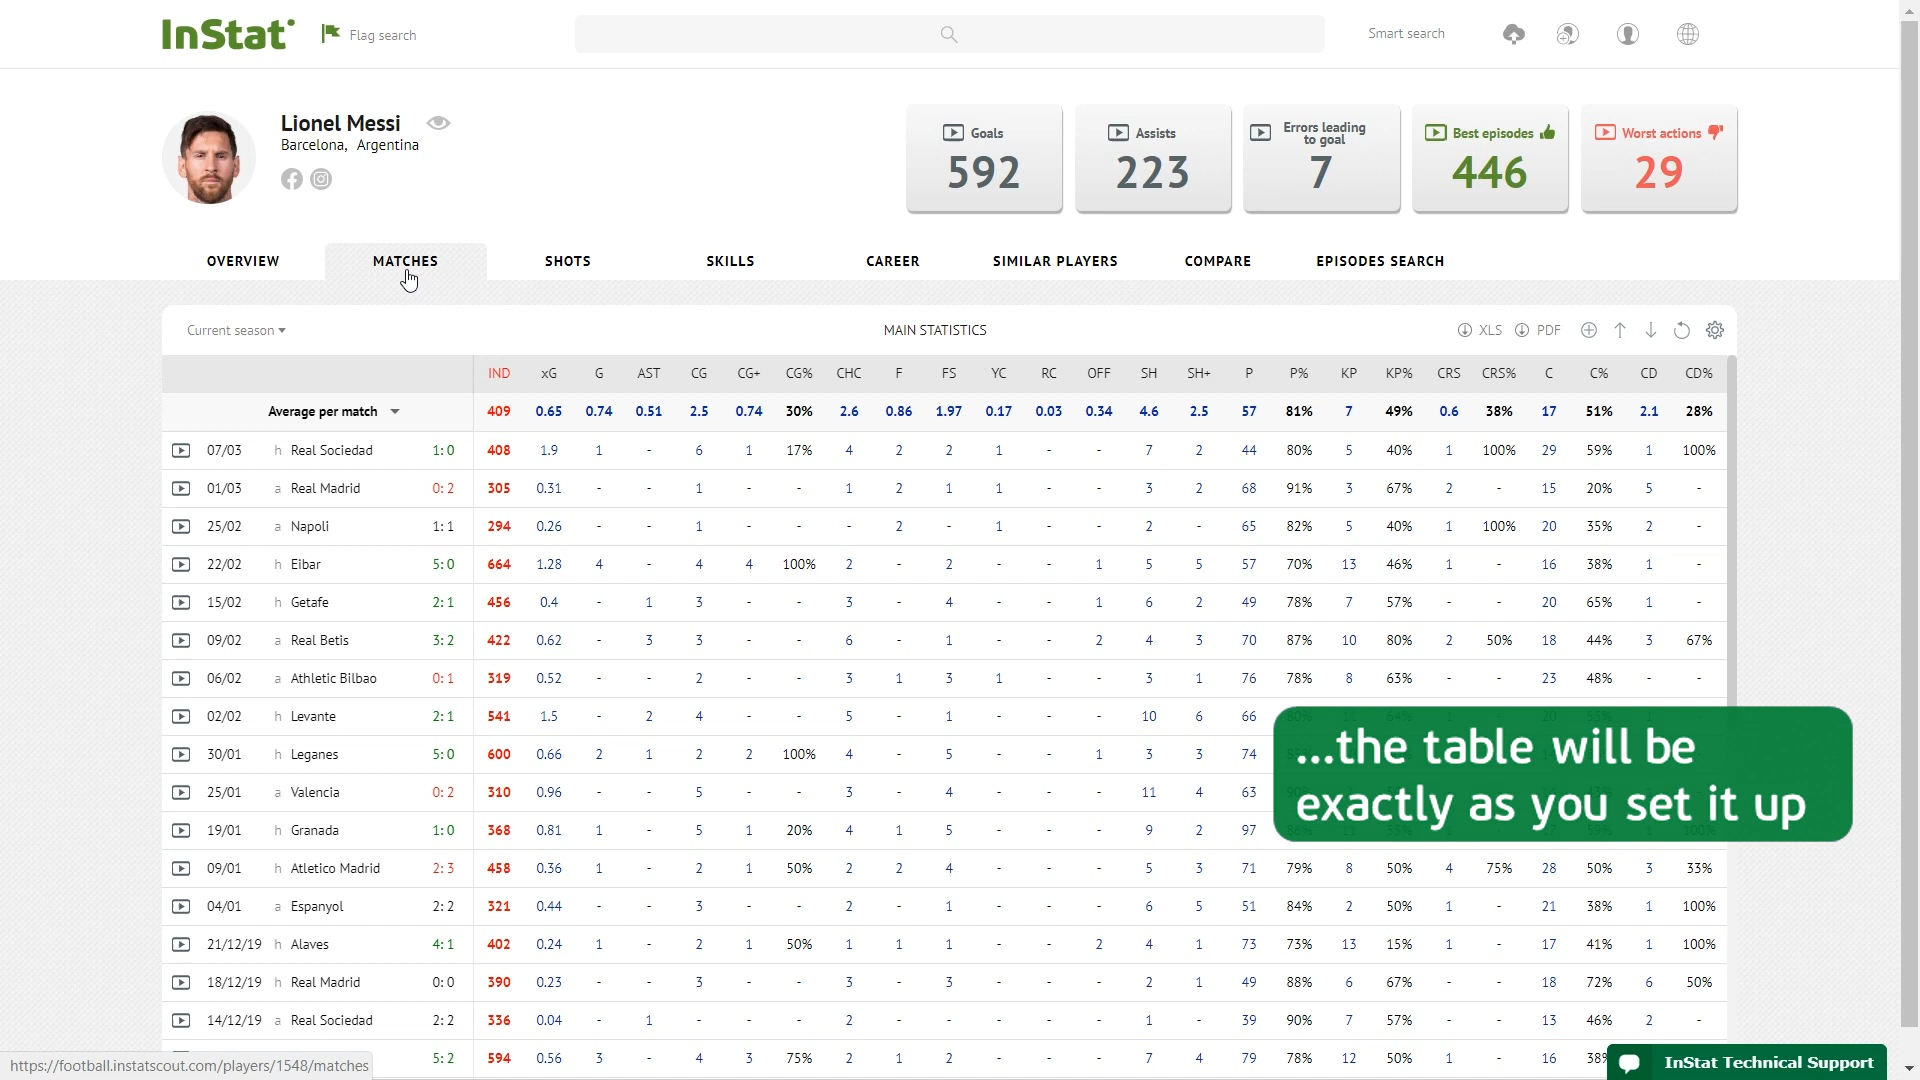 InStat
Flag search
Smart search
Lionel Messi
Barcelona, Argentina
Goals
592
Assists
223
Errors leading
to goal
7
Best episodes
446
Worst actions
29
OVERVIEW MATCHES SHOTS SKILLS CAREER SIMILAR PLAYERS COMPARE EPISODES SEARCH
Current season MAIN STATISTICS XLS PDF
IND xG G AST CG CG+ CG% CHC F FS YC RC OFF SH SH+ P P% KP KP% CRS CRS% C C% CD CD%
Average per match 409 0.65 0.74 0.51 2.5 0.74 30% 2.6 0.86 1.97 0.17 0.03 0.34 4.6 2.5 57 81% 7 49% 0.6 38% 17 51% 2.1 28%
07/03 h Real Sociedad 1:0 408 1.9 1 - 6 1 17% 4 2 2 1 - - 7 2 44 80% 5 40% 1 100% 29 59% 1 100%
01/03 a Real Madrid 0:2 305 0.31 - - 1 - - 1 2 1 1 - - 3 2 68 91% 3 67% 2 - 15 20% 5 -
25/02 a Napoli 1:1 294 0.26 - - 1 - - - 2 - 1 - - 2 - 65 82% 5 40% 1 100% 20 35% 2 -
22/02 h Eibar 5:0 664 1.28 4 - 4 4 100% 2 - 2 - - 1 5 5 57 70% 13 46% 1 - 16 38% 1 -
15/02 h Getafe 2:1 456 0.4 - 1 3 - - 3 - 4 - - 1 6 2 49 78% 7 57% - - 20 65% 1 -
09/02 a Real Betis 3:2 422 0.62 - 3 3 - - 6 - 1 - - 2 4 3 70 87% 10 80% 2 50% 18 44% 3 67%
06/02 a Athletic Bilbao 0:1 319 0.52 - - 2 - - 3 1 3 1 - - 3 1 76 78% 8 63% - - 23 48% - -
02/02 h Levante 2:1 541 1.5 - 2 4 - - 5 - 1 - - - 10 6 66
30/01 h Leganes 5:0 600 0.66 2 1 2 2 100% 4 - 5 - - 1 3 3 74
25/01 a Valencia 0:2 310 0.96 - - 5 - - 3 - 4 - - - 11 4 63
19/01 h Granada 1:0 368 0.81 1 - 5 1 20% 4 1 5 - - - 9 2 97
...the table will be
exactly as you set it up
09/01 h Atletico Madrid 2:3 458 0.36 1 - 2 1 50% 2 2 4 - - - 5 3 71 79% 8 50% 4 75% 28 50% 3 33%
04/01 a Espanyol 2:2 321 0.44 - - 3 - - 2 - 1 - - - 6 5 51 84% 2 50% 1 - 21 38% 1 100%
21/12/19 h Alaves 4:1 402 0.24 1 - 2 1 50% 1 1 1 - - 2 4 1 73 73% 13 15% 1 - 17 41% 1 100%
18/12/19 h Real Madrid 0:0 390 0.23 - - 3 - - 3 - 3 - - - 2 1 49 88% 6 67% - - 18 72% 6 50%
14/12/19 a Real Sociedad 2:2 336 0.04 - 1 - - - 2 - - - - - 1 - 39 90% 7 57% - - 13 46% 2 -
5:2 594 0.56 3 - 4 3 75% 2 1 2 - - - 7 4 79 78% 12 50% 1 - 16 38%
https://football.instatscout.com/players/1548/matches
InStat Technical Support